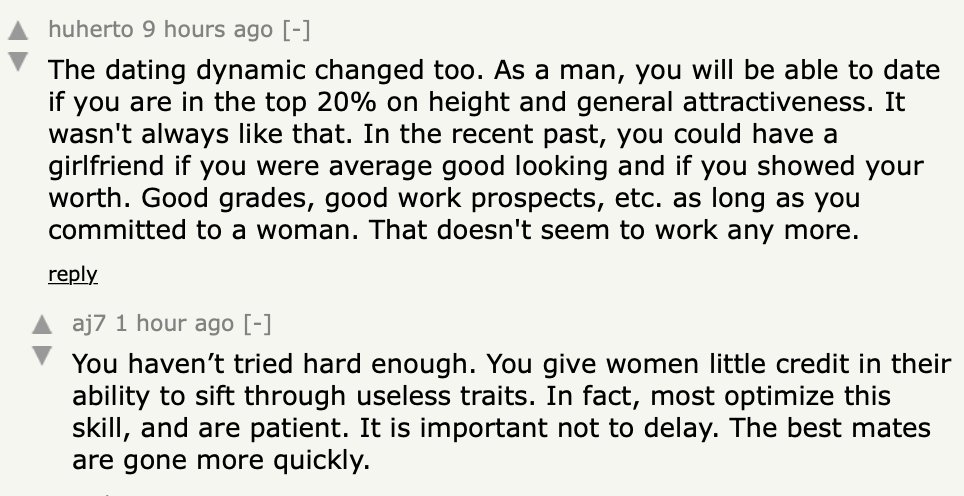 huherto 9 hours ago [-]
The dating dynamic changed too. As a man, you will be able to date
if you are in the top 20% on height and general attractiveness. It
wasn't always like that. In the recent past, you could have a
girlfriend if you were average good looking and if you showed your
worth. Good grades, good work prospects, etc. as long as you
committed to a woman. That doesn't seem to work any more.
reply
aj7 1 hour ago [-]
You haven’t tried hard enough. You give women little credit in their
ability to sift through useless traits. In fact, most optimize this
skill, and are patient. It is important not to delay. The best mates
are gone more quickly.